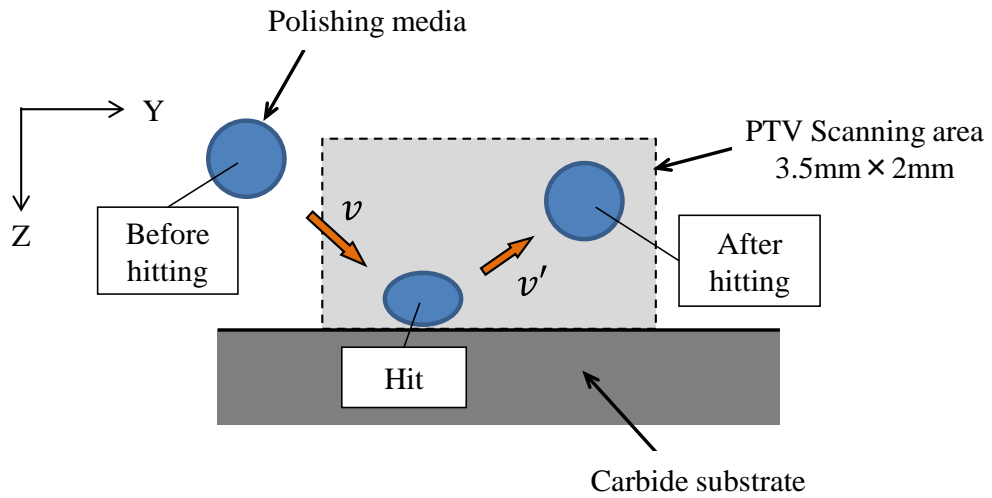 Polishing media
Y
Z
PTV Scanning area
3.5mm×2mm
Before
hitting
v
v′
After
hitting
Hit
Carbide substrate